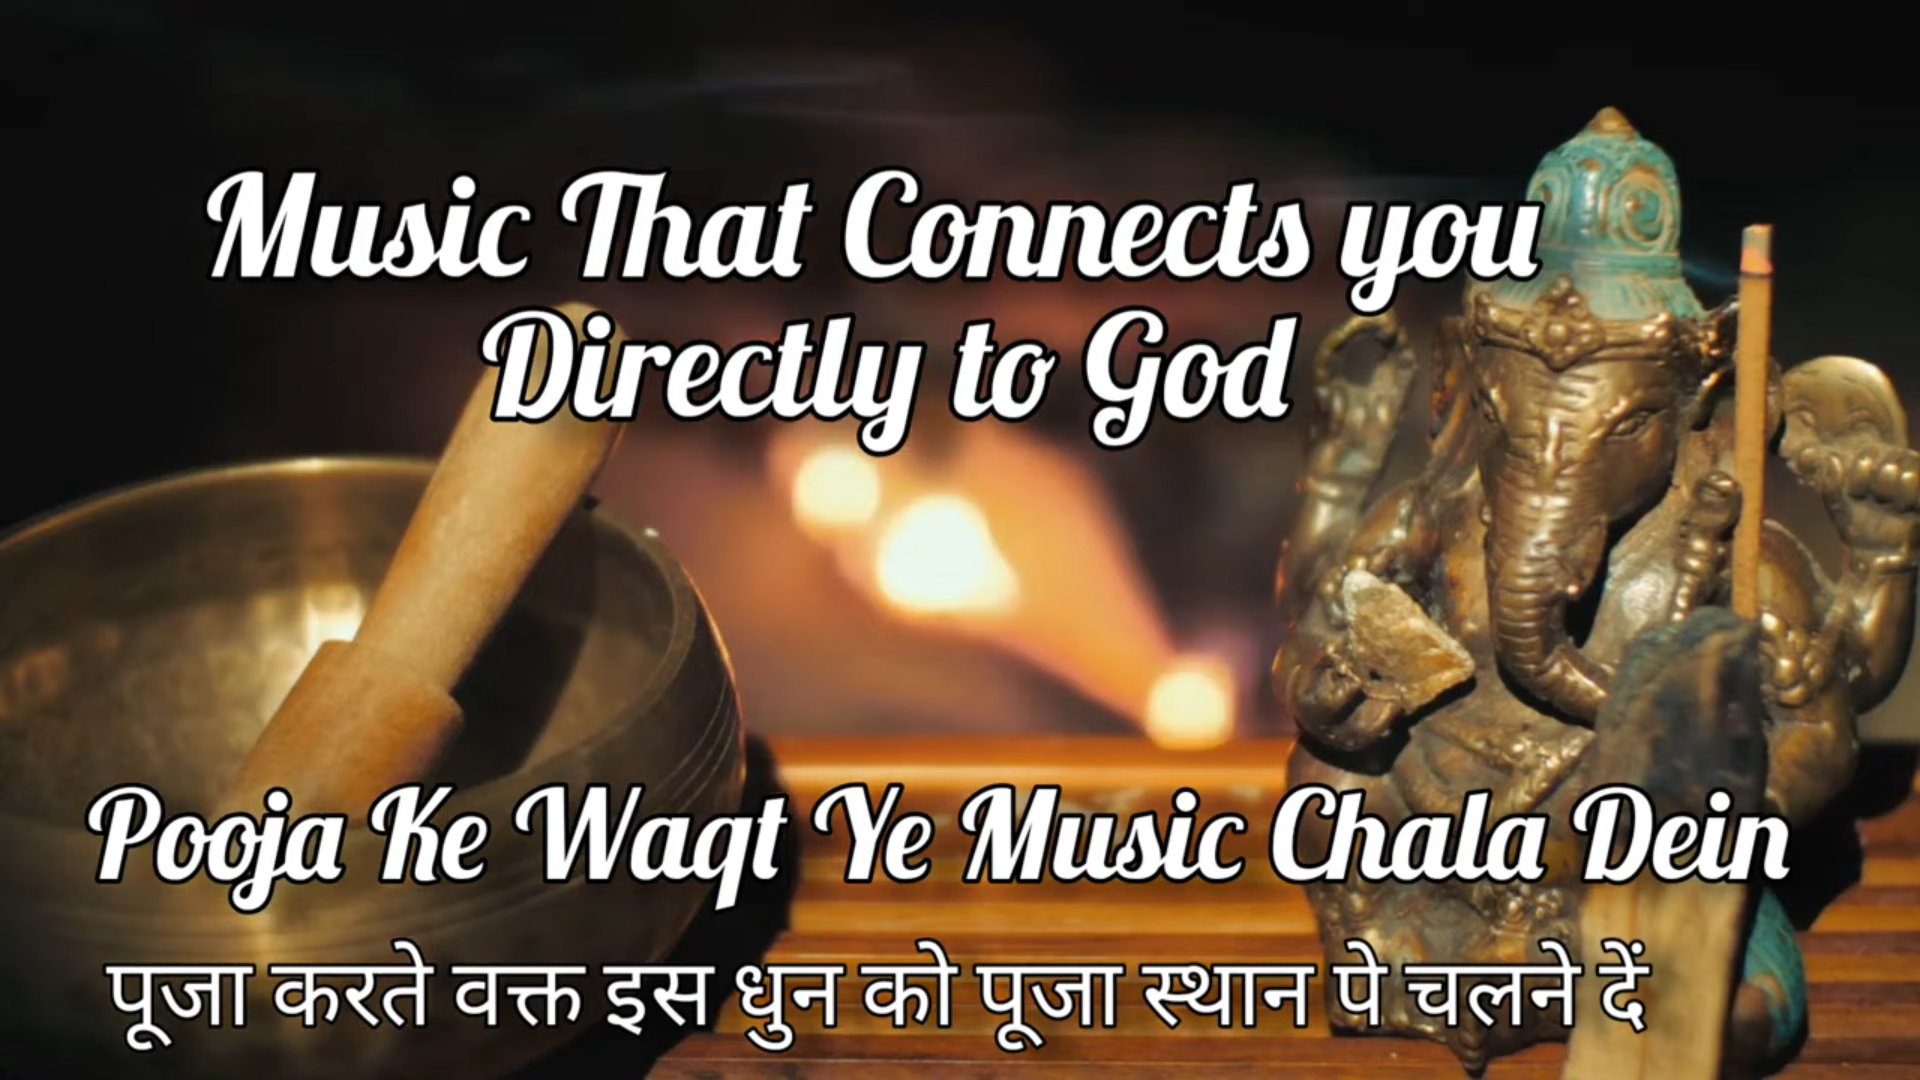 Music That Connects you
Directly to God
Pooja Ke Waqt Ye Music Chala Dein
पूजा करते वक्त इस धुन को पूजा स्थान पे चलने दें